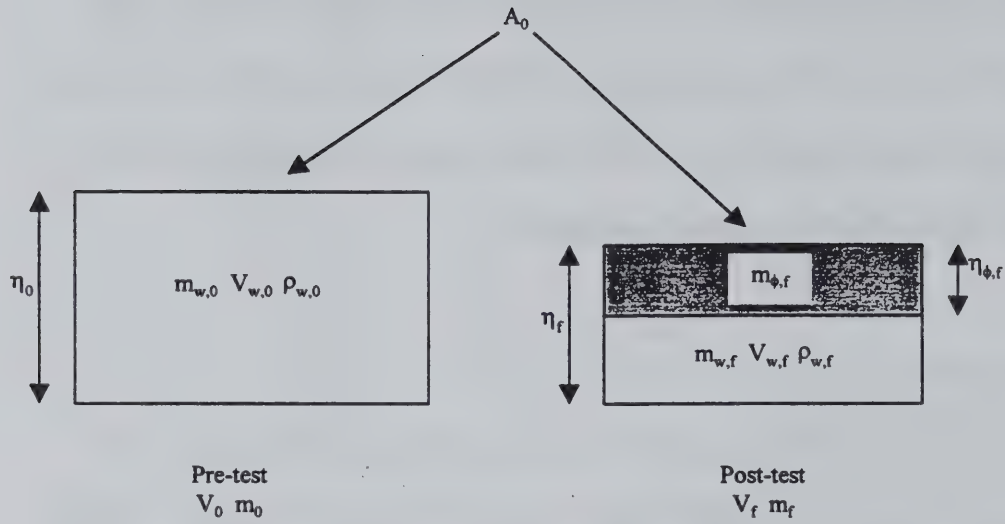 A₀
η₀
m_w,0 V_w,0 ρ_w,0
η_f
m_ϕ,f
η_ϕ,f
m_w,f V_w,f ρ_w,f
Pre-test
V₀ m₀
Post-test
V_f m_f